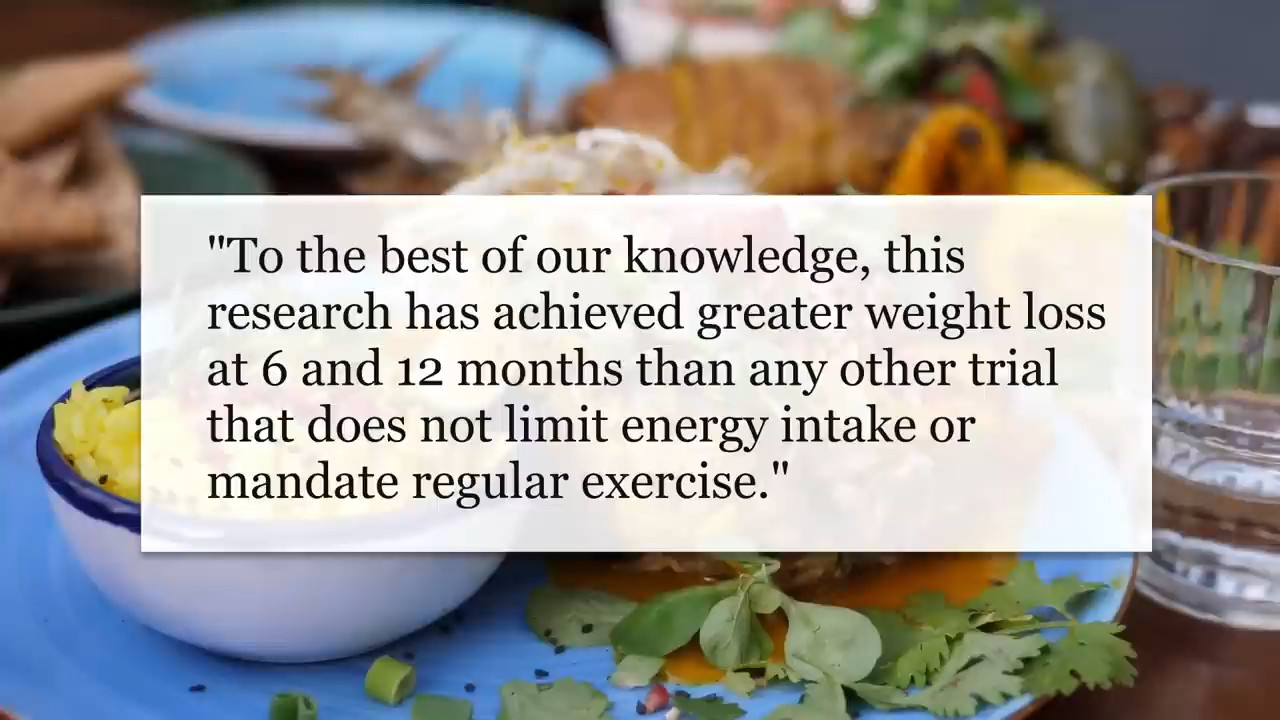 "To the best of our knowledge, this
research has achieved greater weight loss
at 6 and 12 months than any other trial
that does not limit energy intake or
mandate regular exercise."